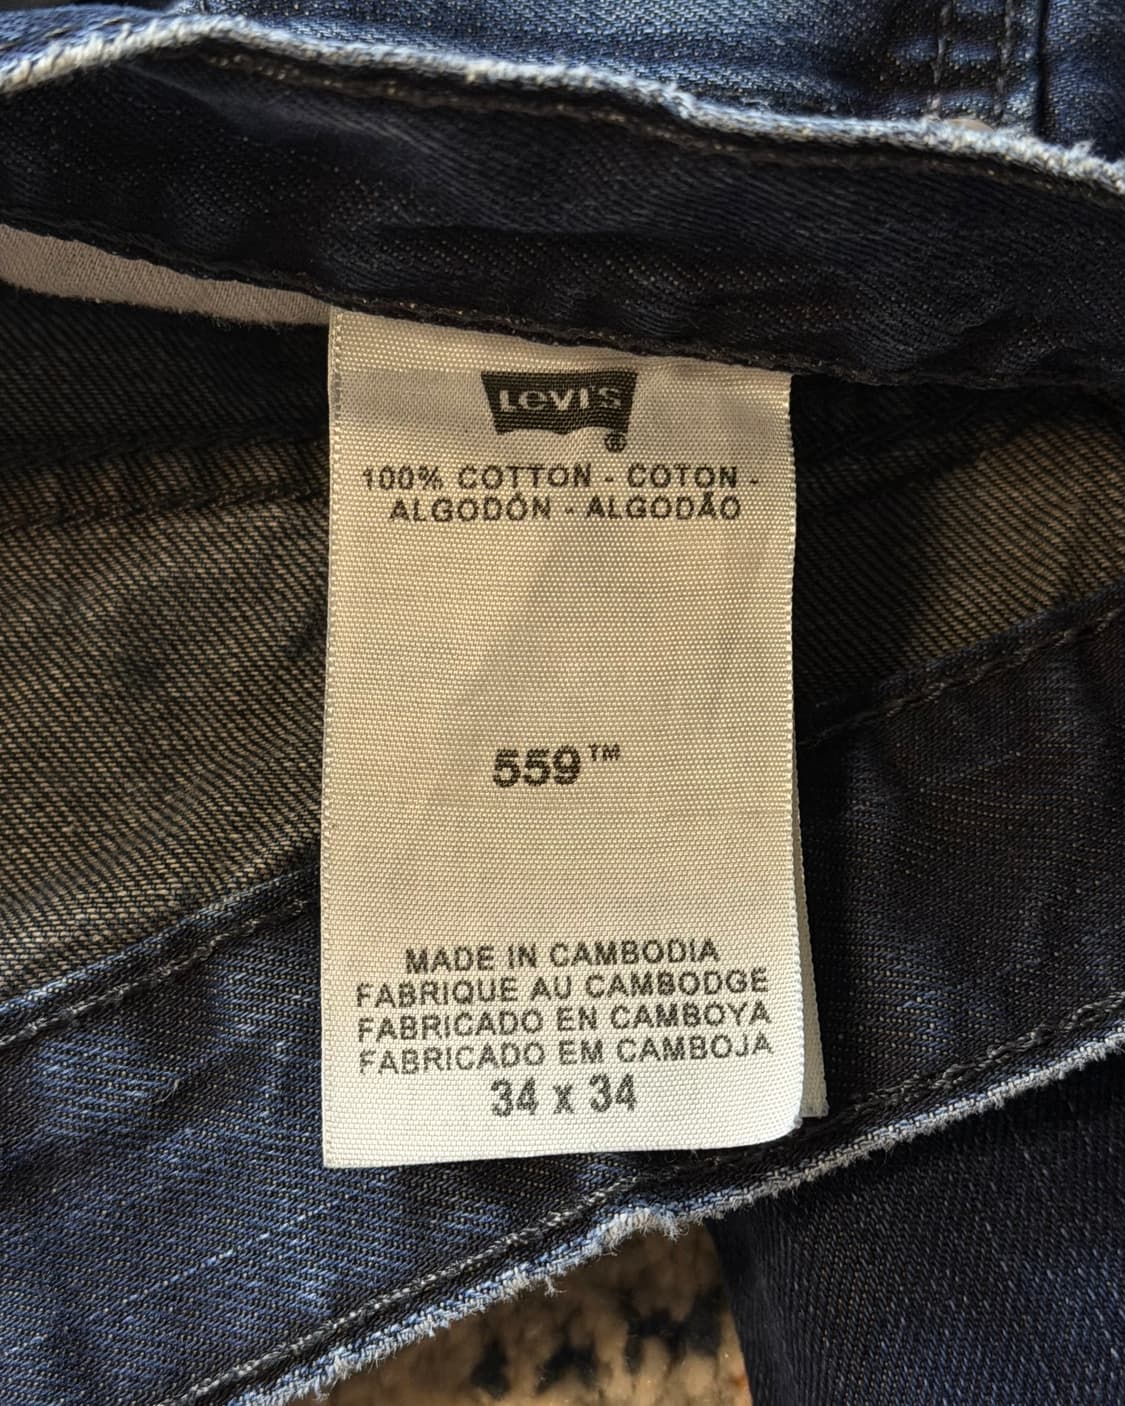 LEVI'S
®
100% COTTON - COTON -
ALGODÓN - ALGODÃO
559™
MADE IN CAMBODIA
FABRIQUE AU CAMBODGE
FABRICADO EN CAMBOYA
FABRICADO EM CAMBOJA
34 x 34